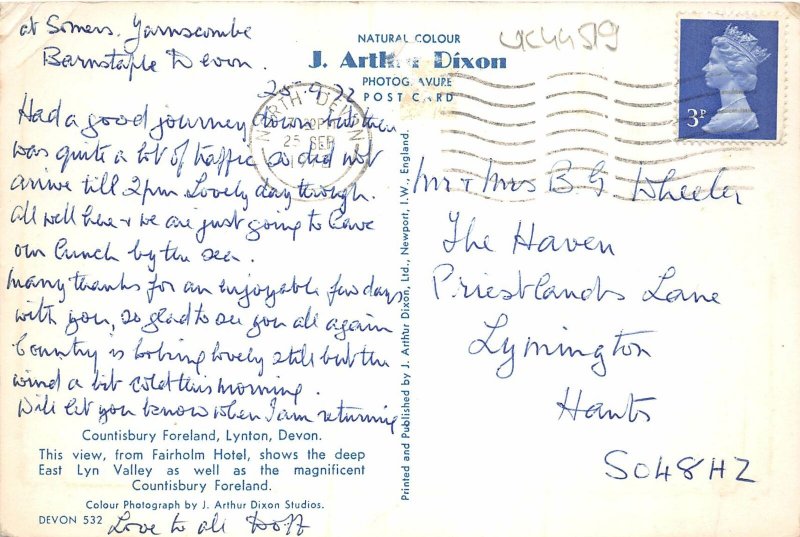 at Somers. Yarnscombe
Barnstaple Devon.
25-9-72
Had a good journey down but there
was quite a lot of traffic so did not
arrive till 2pm. Lovely day though.
All well here & we are just going to have
our lunch by the sea.
Many thanks for an enjoyable few days
with you, so glad to see you all again
Country is looking lovely still but the
wind a bit cold this morning.
Will let you know when I am returning
Countisbury Foreland, Lynton, Devon.
This view, from Fairholm Hotel, shows the deep
East Lyn Valley as well as the magnificent
Countisbury Foreland.
Colour Photograph by J. Arthur Dixon Studios.
DEVON 532
Love to all
NATURAL COLOUR
J. Arthur Dixon
PHOTOGRAVURE
POST CARD
UK4459
NORTH DEVON
25 SEP
3P
Printed and Published by J. Arthur Dixon, Ltd., Newport, I.W., England.
Mr & Mrs B. G. Wheeler
The Haven
Priestlands Lane
Lymington
Hants
SO4 8HZ